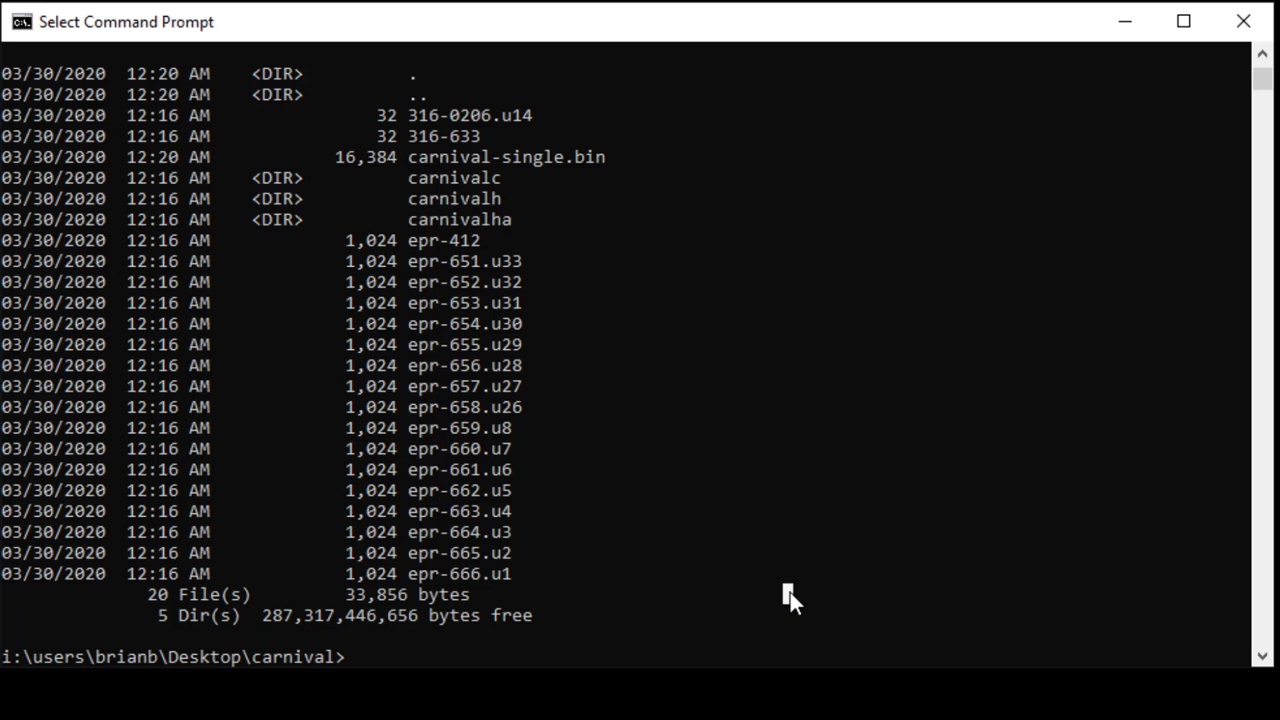 Select Command Prompt
03/30/2020  12:20 AM    <DIR>          .
03/30/2020  12:20 AM    <DIR>          ..
03/30/2020  12:16 AM                32 316-0206.u14
03/30/2020  12:16 AM                32 316-633
03/30/2020  12:20 AM            16,384 carnival-single.bin
03/30/2020  12:16 AM    <DIR>          carnivalc
03/30/2020  12:16 AM    <DIR>          carnivalh
03/30/2020  12:16 AM    <DIR>          carnivalha
03/30/2020  12:16 AM             1,024 epr-412
03/30/2020  12:16 AM             1,024 epr-651.u33
03/30/2020  12:16 AM             1,024 epr-652.u32
03/30/2020  12:16 AM             1,024 epr-653.u31
03/30/2020  12:16 AM             1,024 epr-654.u30
03/30/2020  12:16 AM             1,024 epr-655.u29
03/30/2020  12:16 AM             1,024 epr-656.u28
03/30/2020  12:16 AM             1,024 epr-657.u27
03/30/2020  12:16 AM             1,024 epr-658.u26
03/30/2020  12:16 AM             1,024 epr-659.u8
03/30/2020  12:16 AM             1,024 epr-660.u7
03/30/2020  12:16 AM             1,024 epr-661.u6
03/30/2020  12:16 AM             1,024 epr-662.u5
03/30/2020  12:16 AM             1,024 epr-663.u4
03/30/2020  12:16 AM             1,024 epr-664.u3
03/30/2020  12:16 AM             1,024 epr-665.u2
03/30/2020  12:16 AM             1,024 epr-666.u1
              20 File(s)         33,856 bytes
               5 Dir(s)  287,317,446,656 bytes free
i:\users\brianb\Desktop\carnival>